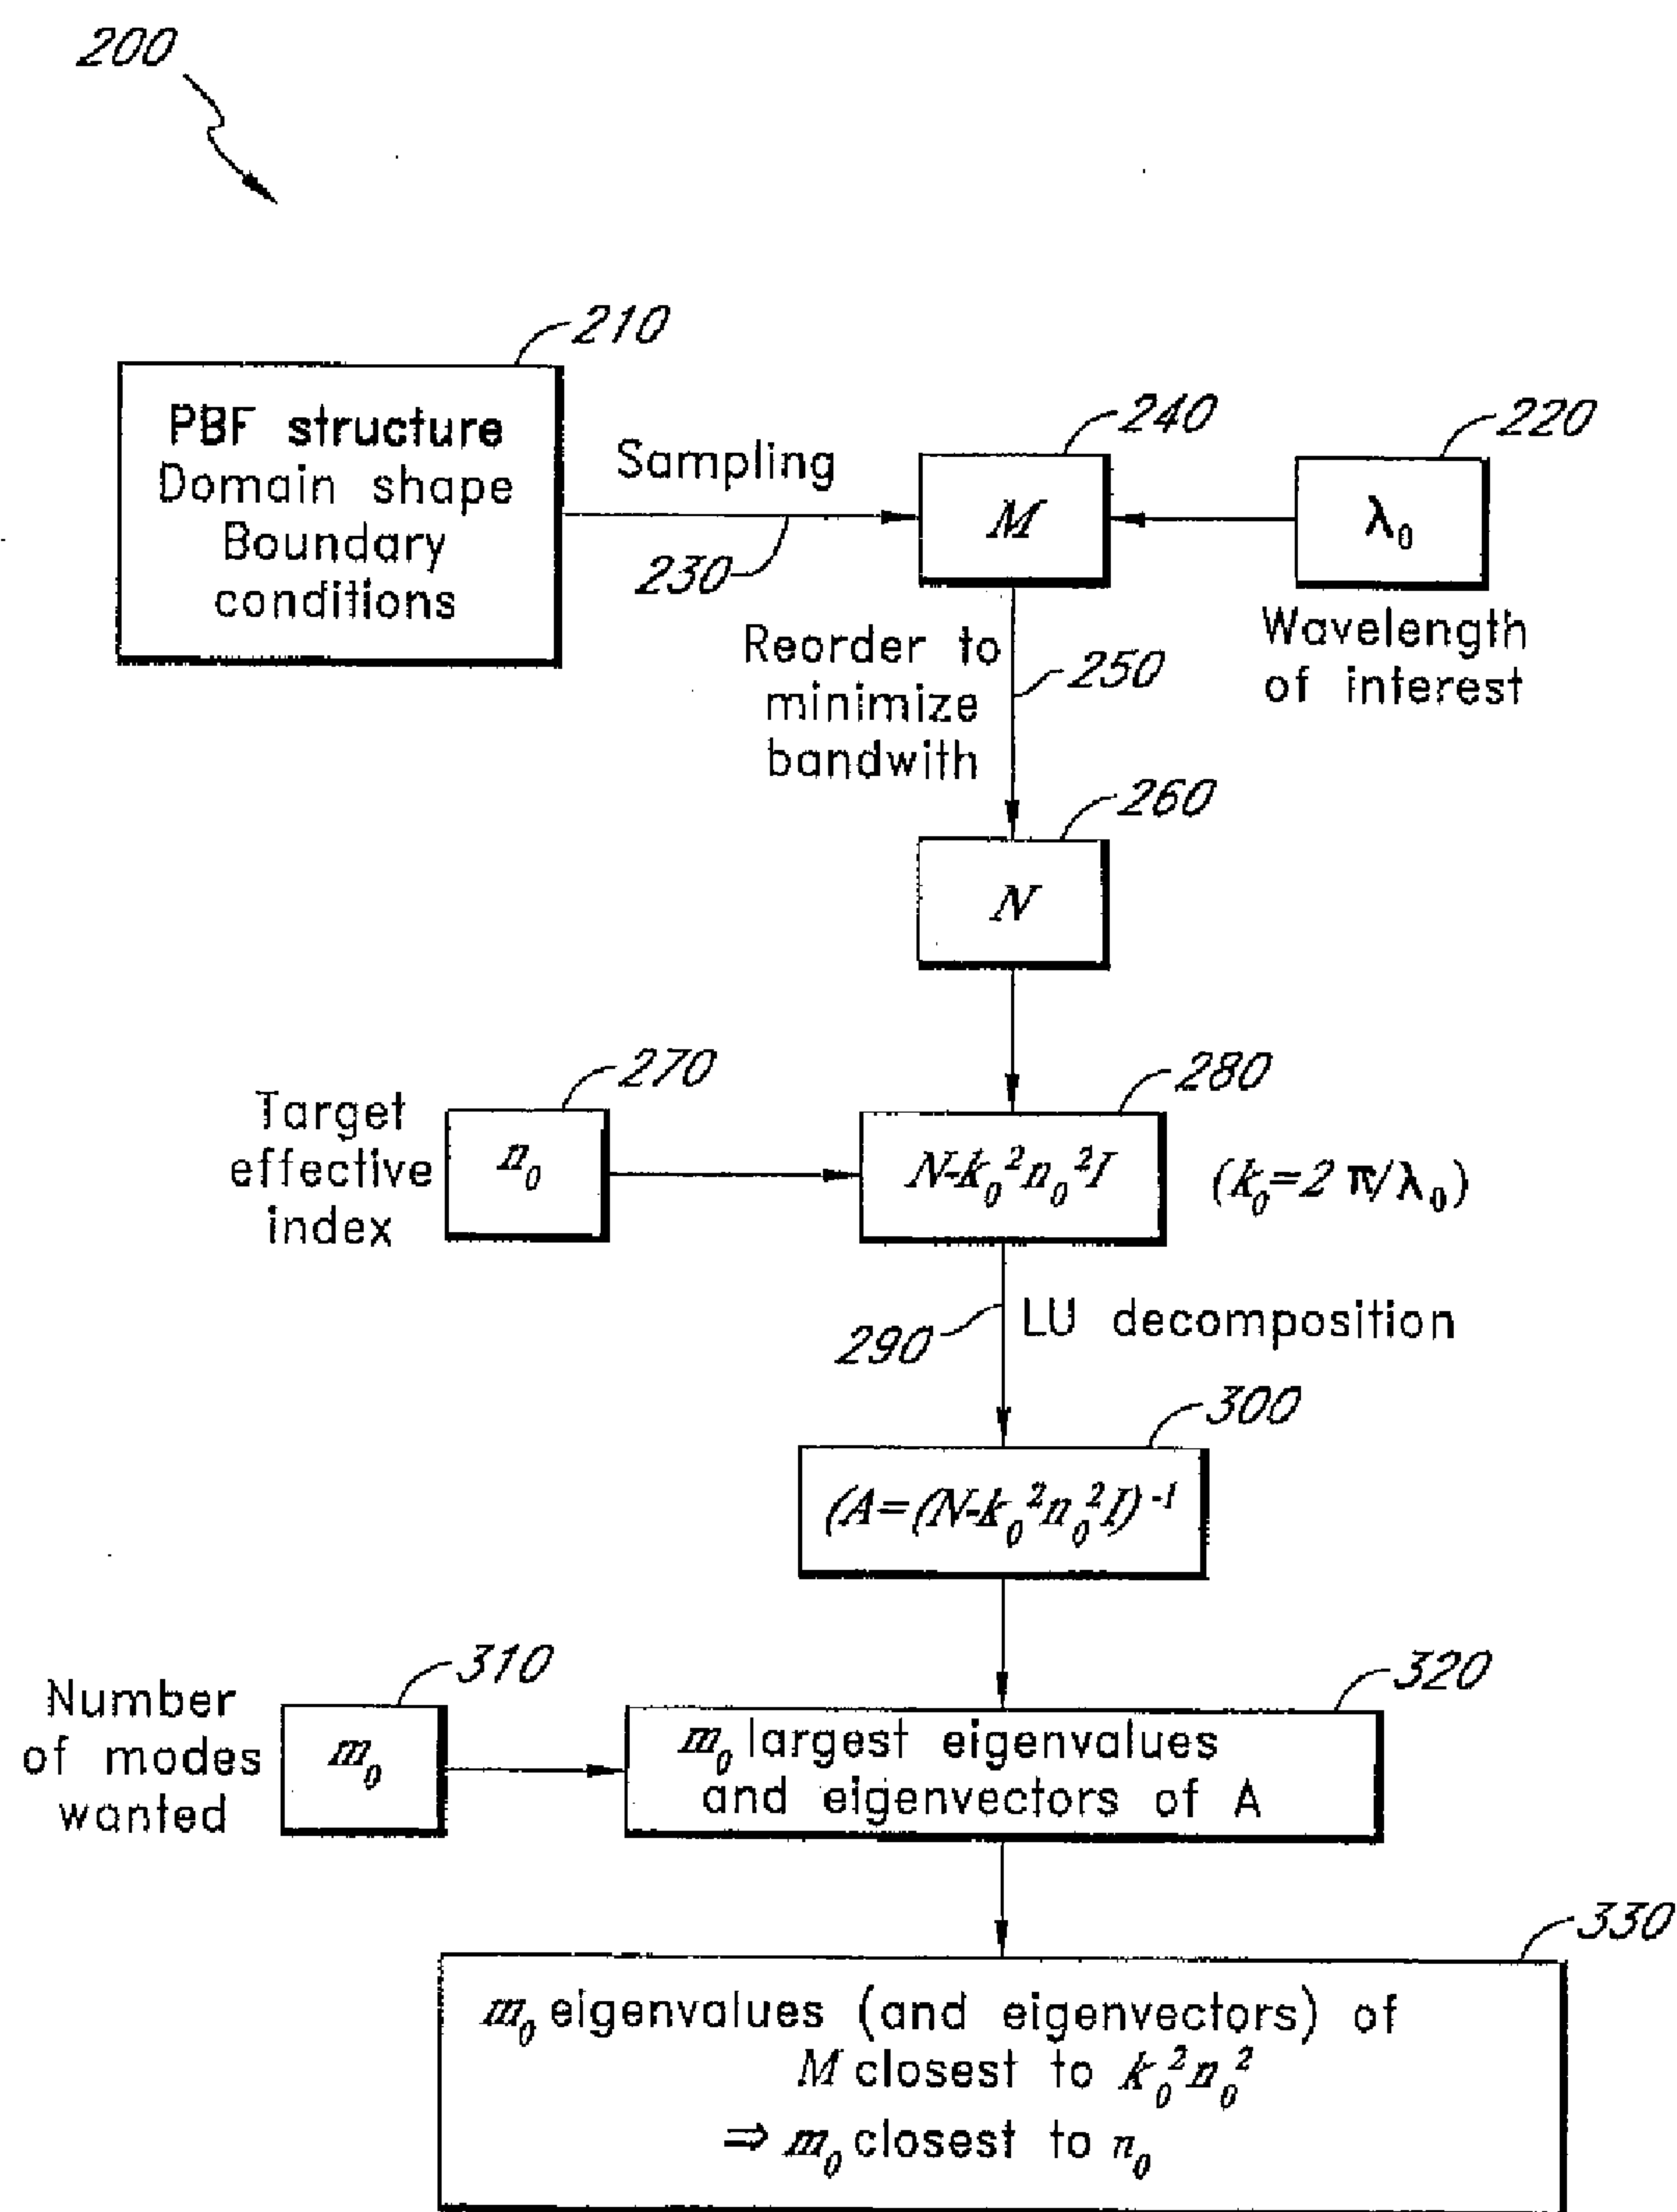 200
210
PBF structure
Domain shape
Boundary
conditions
Sampling
230
240
M
220
λ₀
Wavelength
of interest
Reorder to
minimize
bandwith
250
260
N
Target
effective
index
270
n₀
280
N-k₀²n₀²I
(k₀=2 π/λ₀)
290
LU decomposition
300
(A=(N-k₀²n₀²I)⁻¹
Number
of modes
wanted
310
m₀
320
m₀ largest eigenvalues
and eigenvectors of A
330
m₀ eigenvalues (and eigenvectors) of
M closest to k₀²n₀²
⇒ m₀ closest to n₀